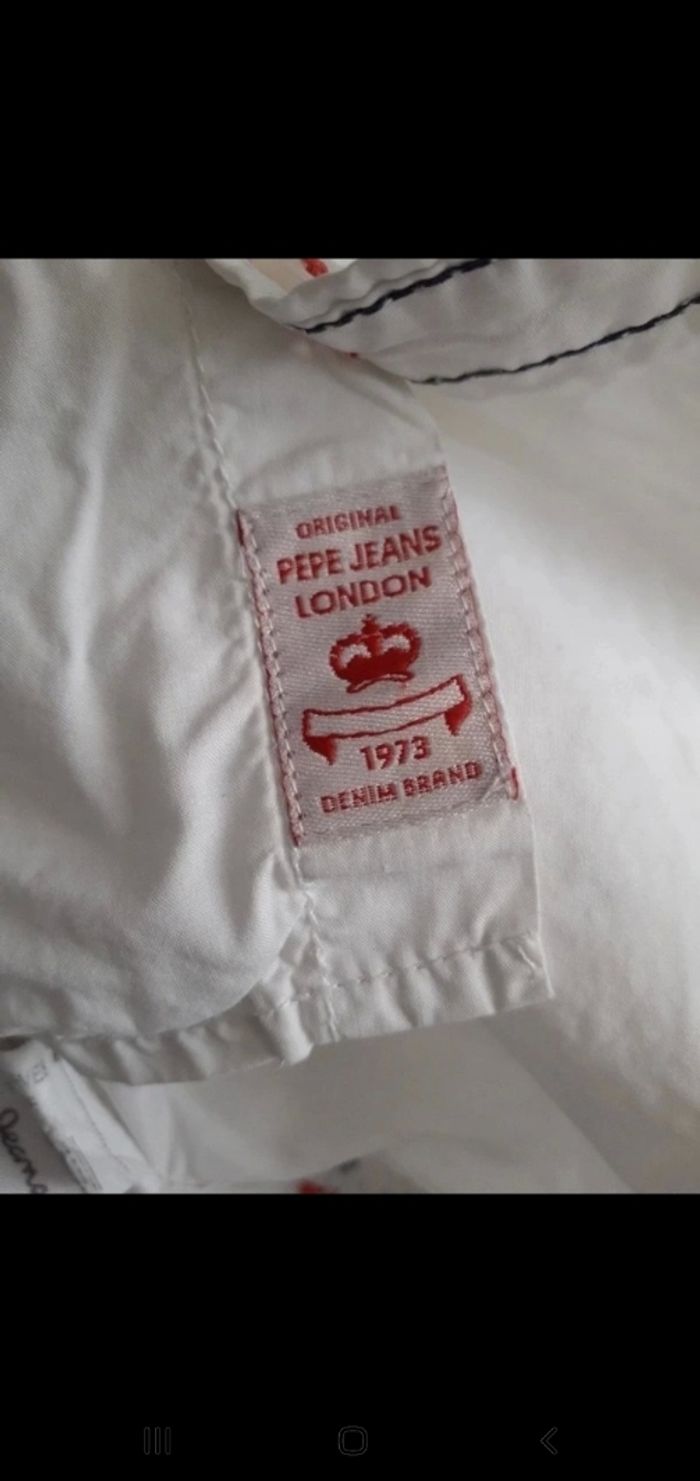 ORIGINAL
PEPE JEANS
LONDON
1973
DENIM BRAND